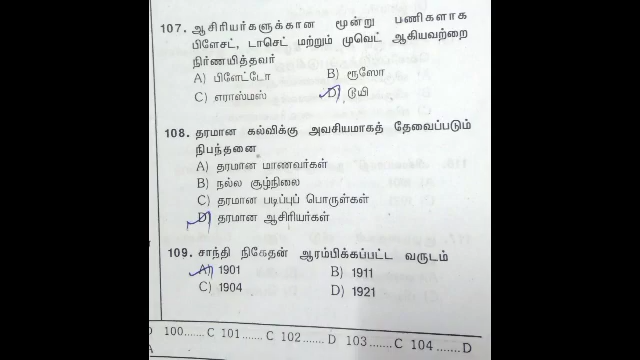 107. ஆசிரியர்களுக்கான மூன்று பணிகளாக
பிளேசட், டாசெட் மற்றும் முவெட் ஆகியவற்றை
நிர்ணயித்தவர்
A) பிளேட்டோ B) ரூஸோ
C) எராஸ்மஸ் D) டூயி
108. தரமான கல்விக்கு அவசியமாகத் தேவைப்படும்
நிபந்தனை
A) தரமான மாணவர்கள்
B) நல்ல சூழ்நிலை
C) தரமான படிப்புப் பொருள்கள்
D) தரமான ஆசிரியர்கள்
109. சாந்தி நிகேதன் ஆரம்பிக்கப்பட்ட வருடம்
A) 1901 B) 1911
C) 1904 D) 1921
100......C 101.......C 102.......D 103.......C 104.......D